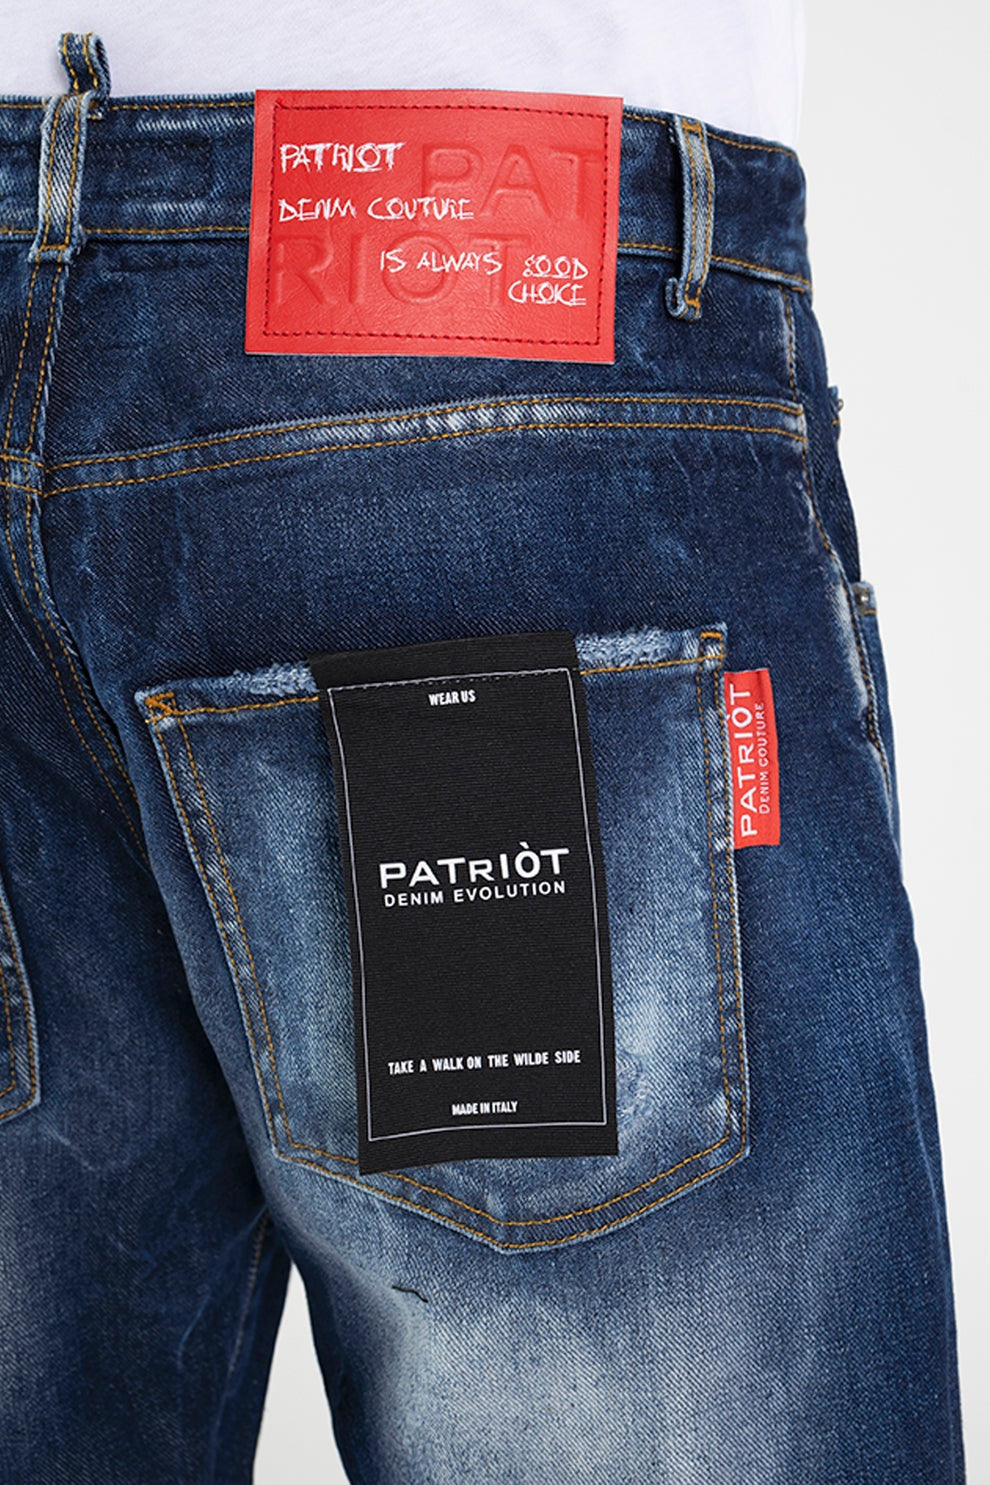 PATRIOT
DENIM COUTURE
IS ALWAYS GOOD
CHOICE
PAT
RIOT
WEAR US
PATRIÒT
DENIM EVOLUTION
TAKE A WALK ON THE WILDE SIDE
MADE IN ITALY
PATRIÒT
DENIM COUTURE